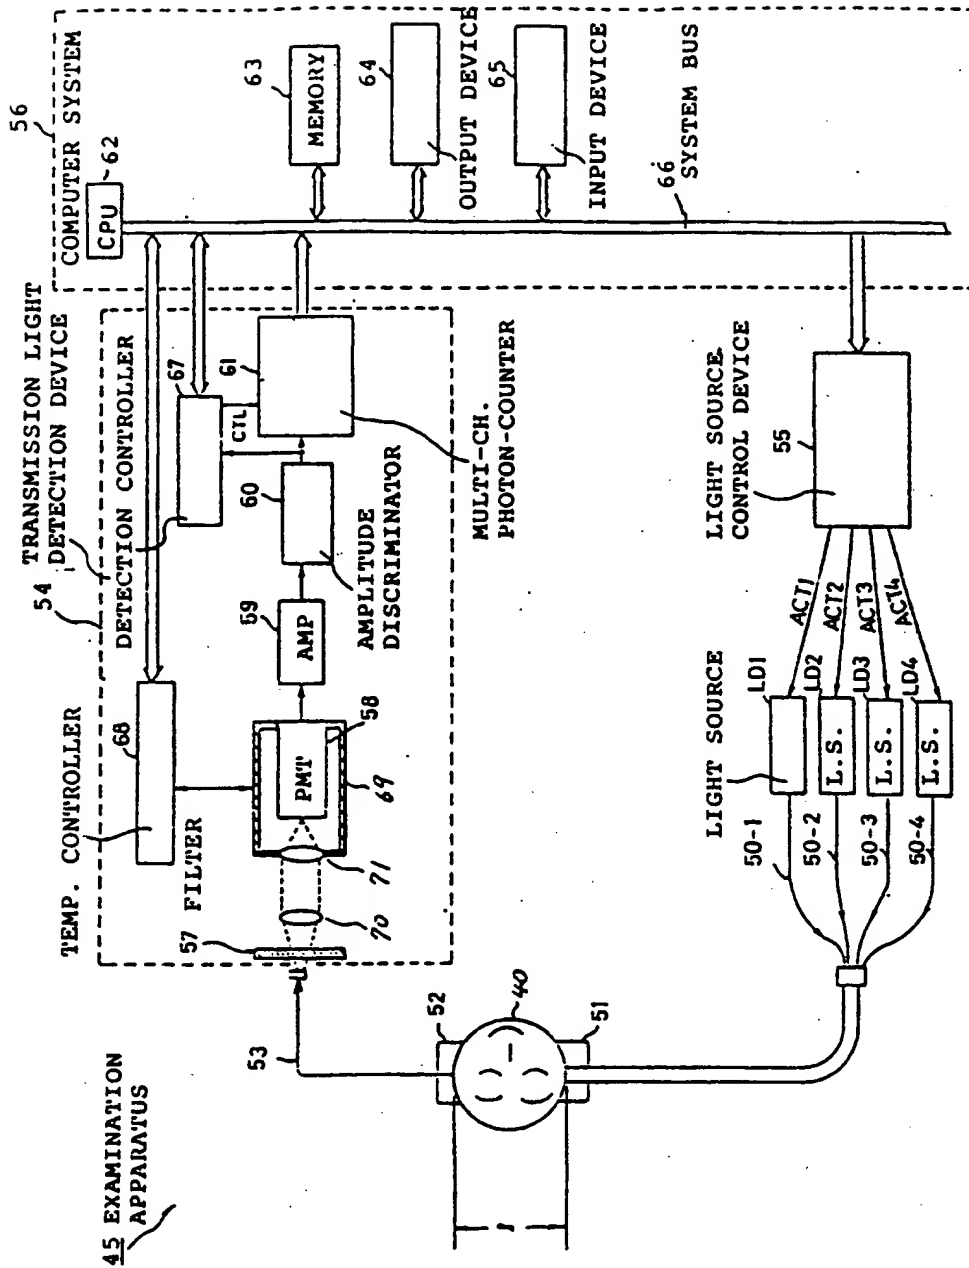 45 EXAMINATION
APPARATUS
56
COMPUTER SYSTEM
CPU
62
63
MEMORY
64
OUTPUT DEVICE
65
INPUT DEVICE
66
SYSTEM BUS
TRANSMISSION LIGHT
54 DETECTION DEVICE
DETECTION CONTROLLER
67
CTL
61
MULTI-CH.
PHOTON-COUNTER
60
AMPLITUDE
DISCRIMINATOR
59
AMP
TEMP. CONTROLLER
68
FILTER
57
PMT
58
69
71
70
53
52
40
51
LIGHT SOURCE
CONTROL DEVICE
55
ACT1
ACT2
ACT3
ACT4
LIGHT SOURCE
LD1
LD2
L.S.
LD3
L.S.
LD4
L.S.
50-1
50-2
50-3
50-4